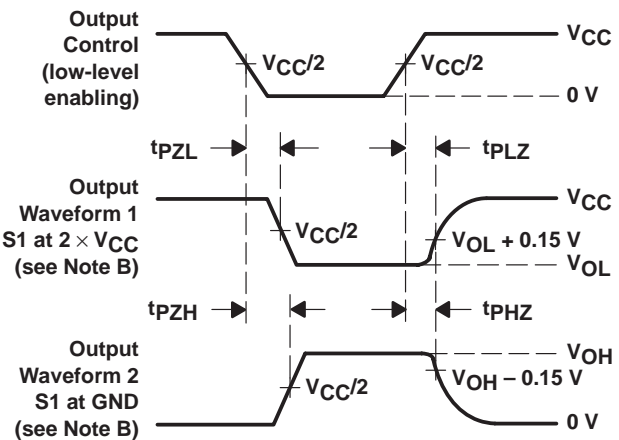 Output
Control
(low-level
enabling)
VCC/2
VCC/2
VCC
0 V
tPZL
tPLZ
Output
Waveform 1
S1 at 2 × VCC
(see Note B)
VCC/2
VCC
VOL + 0.15 V
VOL
tPZH
tPHZ
Output
Waveform 2
S1 at GND
(see Note B)
VCC/2
VOH
VOH – 0.15 V
0 V